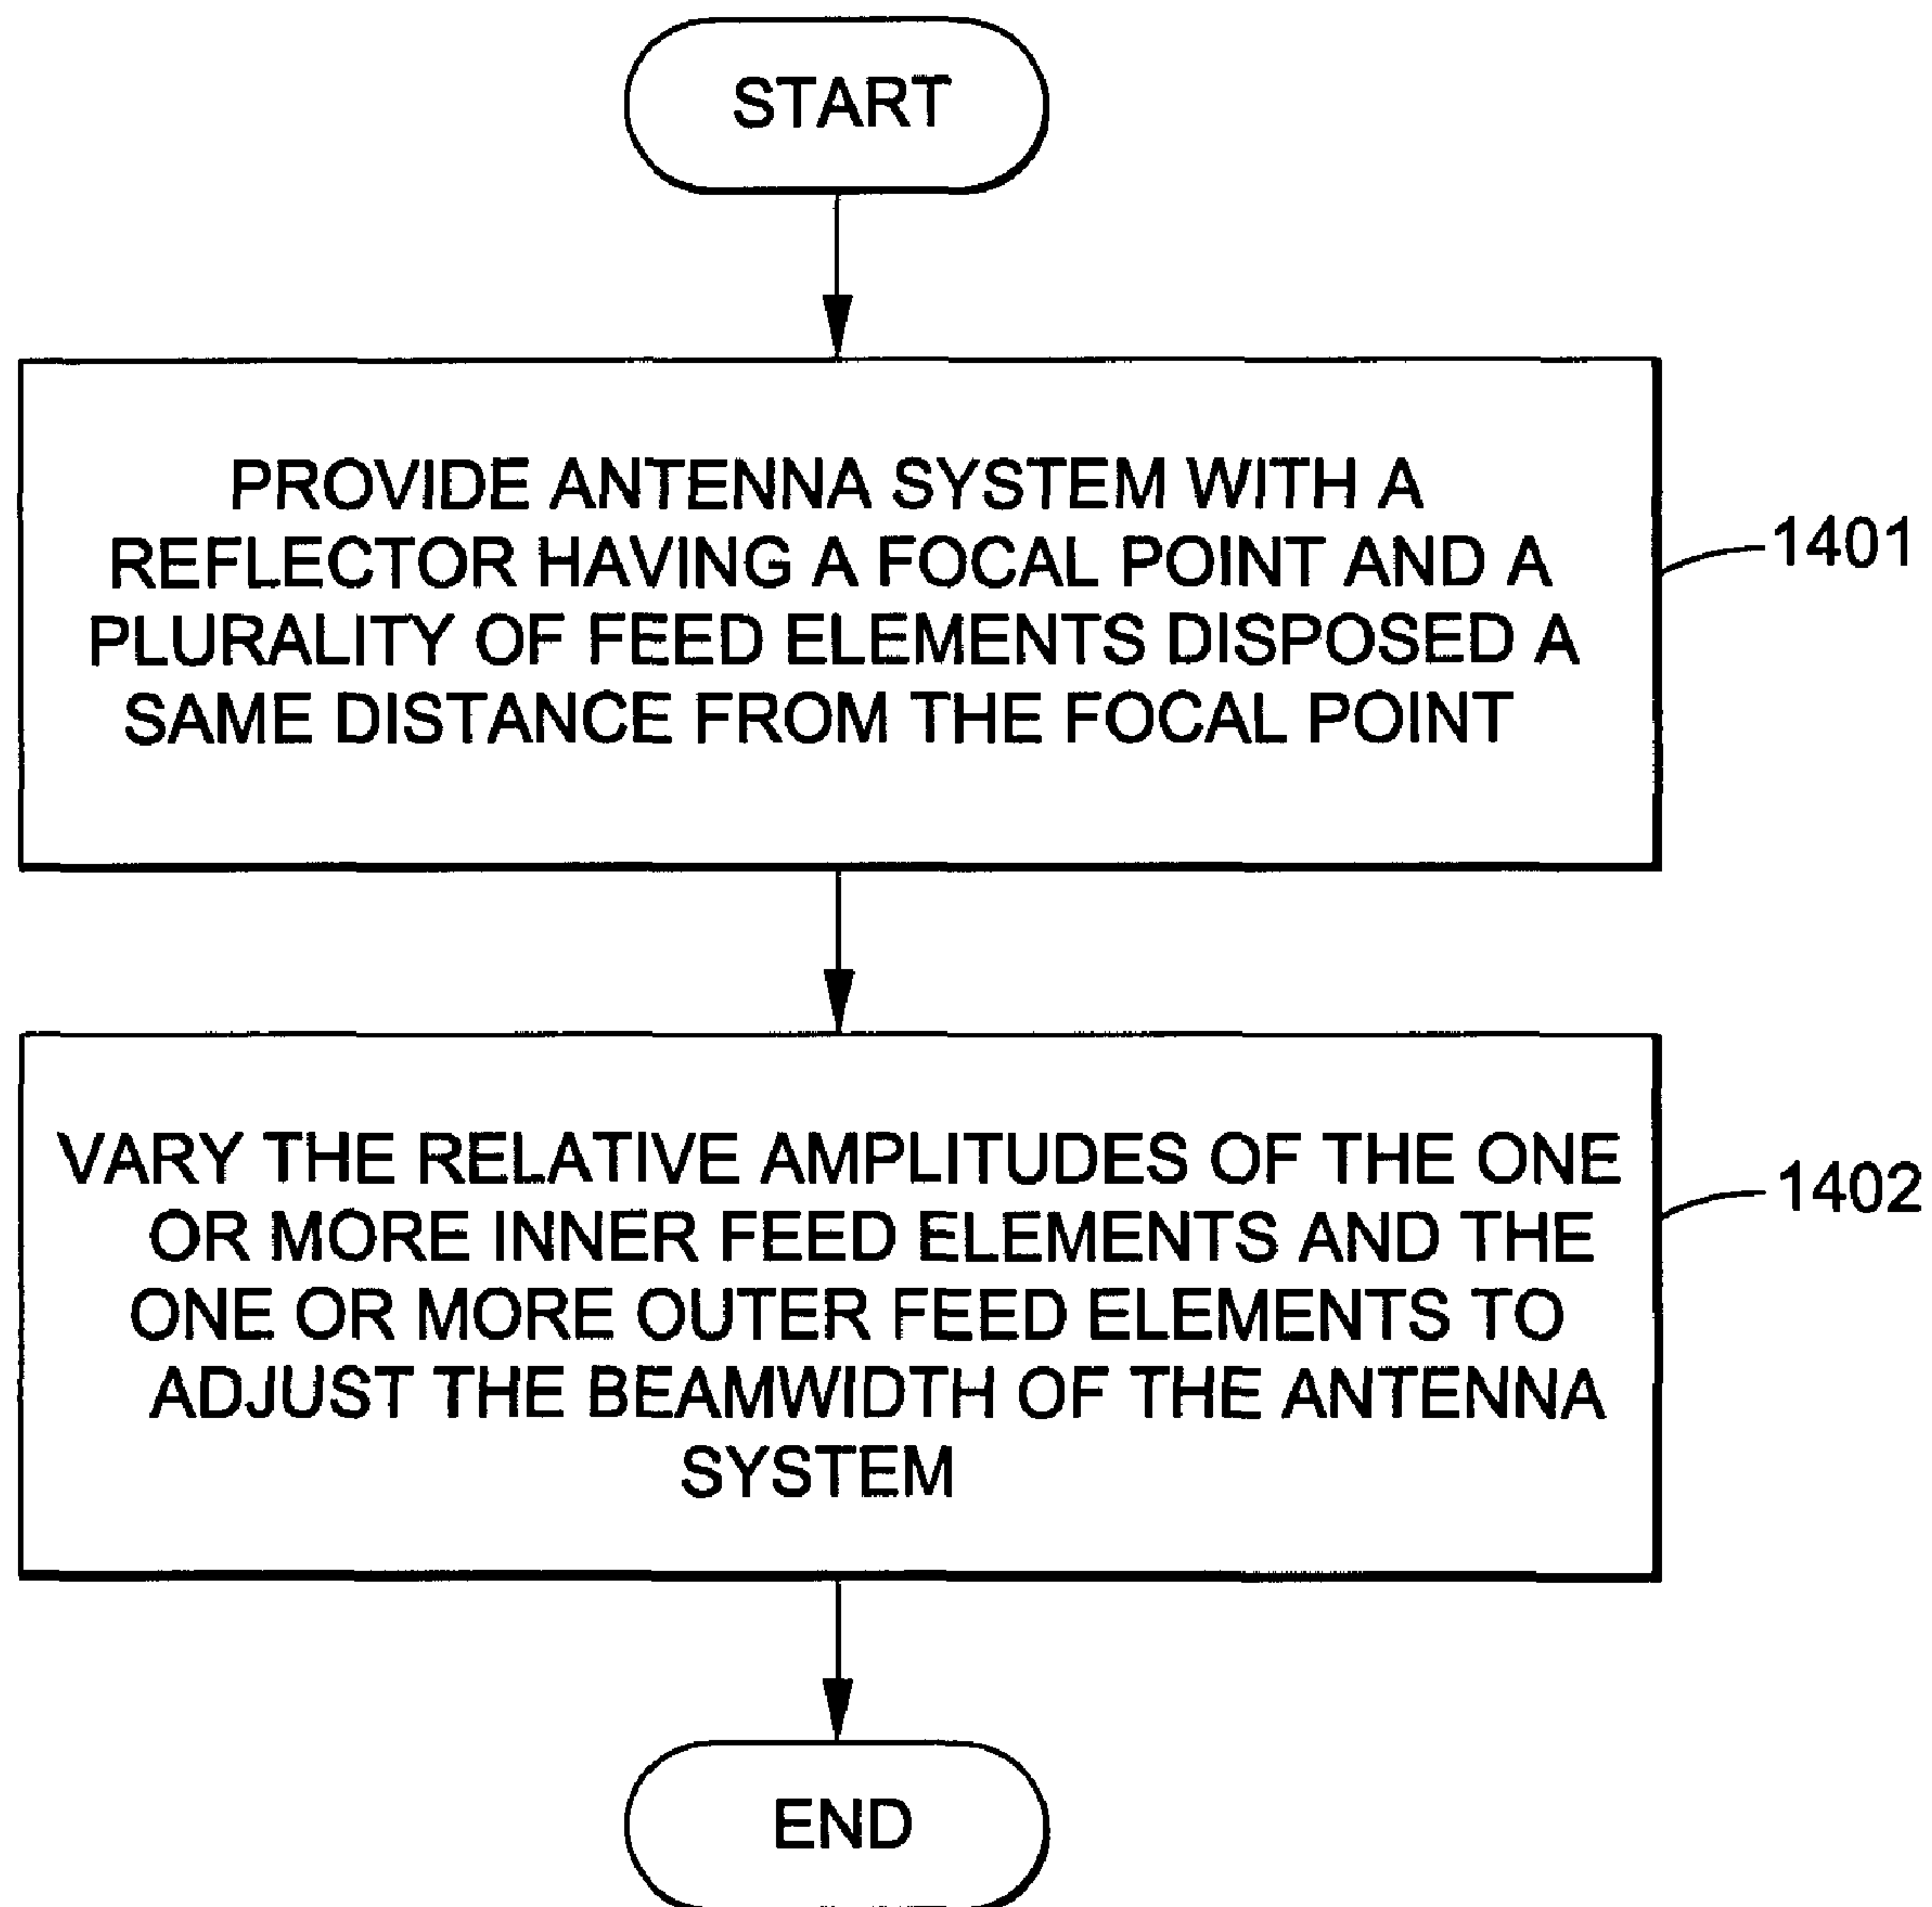 START
PROVIDE ANTENNA SYSTEM WITH A
REFLECTOR HAVING A FOCAL POINT AND A
PLURALITY OF FEED ELEMENTS DISPOSED A
SAME DISTANCE FROM THE FOCAL POINT
1401
VARY THE RELATIVE AMPLITUDES OF THE ONE
OR MORE INNER FEED ELEMENTS AND THE
ONE OR MORE OUTER FEED ELEMENTS TO
ADJUST THE BEAMWIDTH OF THE ANTENNA
SYSTEM
1402
END